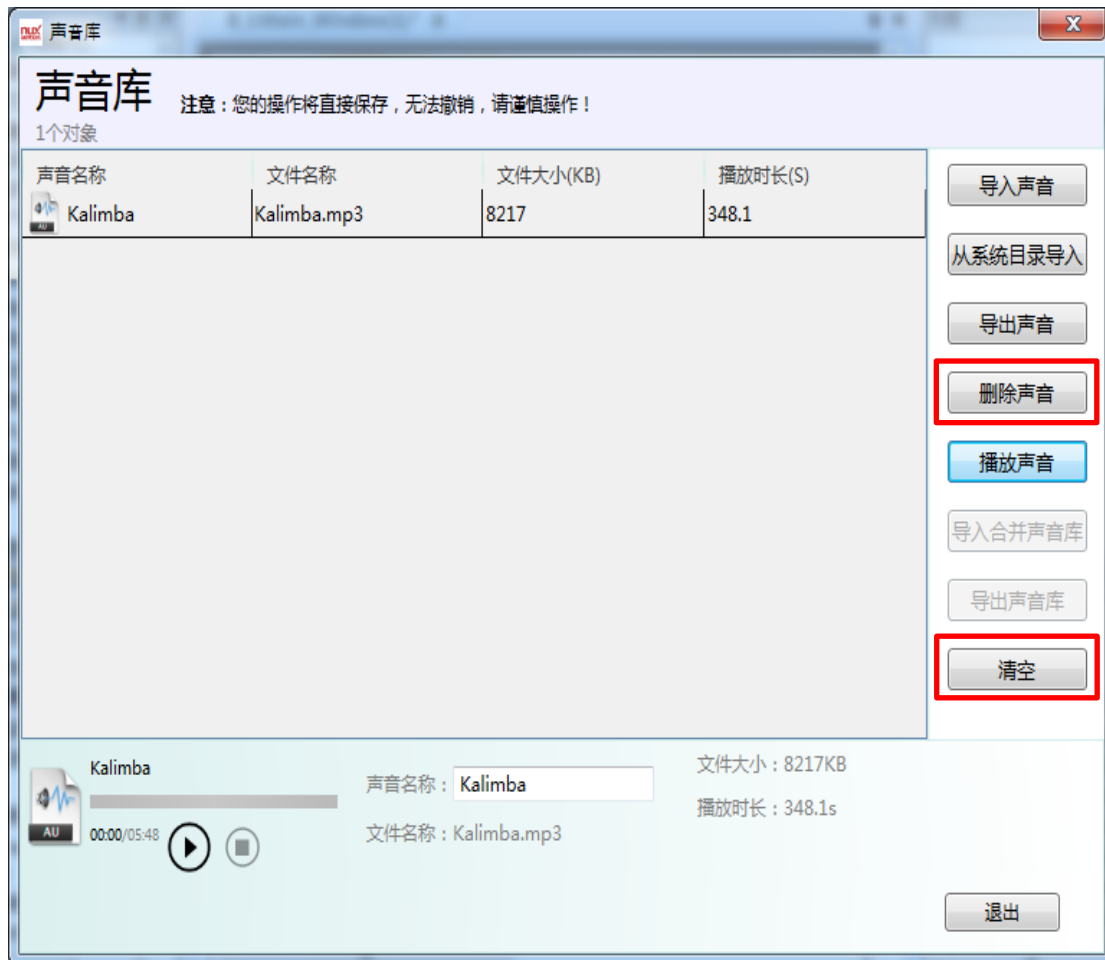 nux
声音库
X
声音库
注意：您的操作将直接保存，无法撤销，请谨慎操作！
1个对象
声音名称 文件名称 文件大小(KB) 播放时长(S)
AU Kalimba Kalimba.mp3 8217 348.1
导入声音
从系统目录导入
导出声音
删除声音
播放声音
导入合并声音库
导出声音库
清空
Kalimba
AU
00:00/05:48
声音名称：Kalimba
文件名称：Kalimba.mp3
文件大小：8217KB
播放时长：348.1s
退出